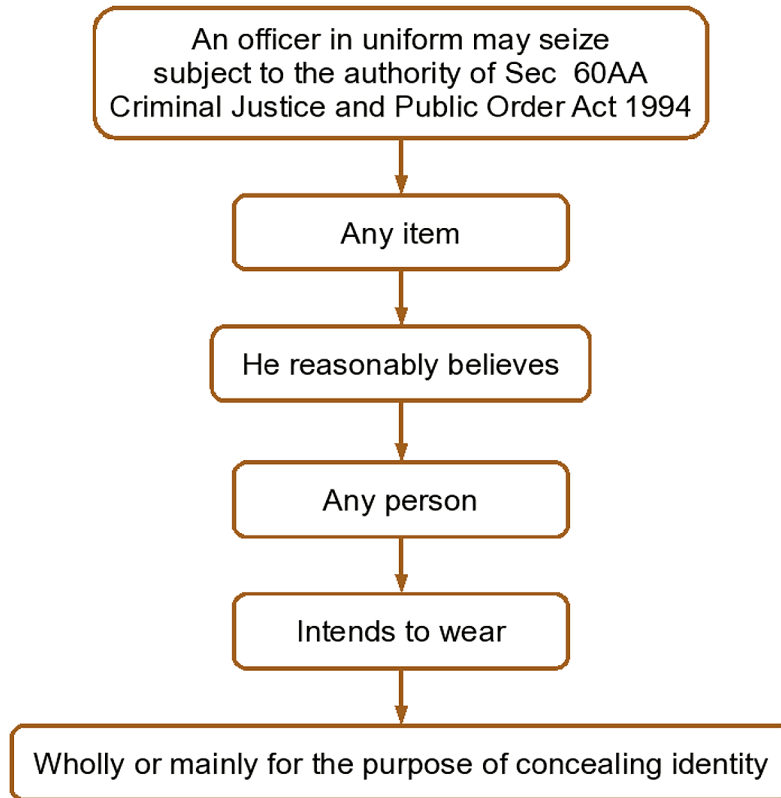 An officer in uniform may seize
subject to the authority of Sec 60AA
Criminal Justice and Public Order Act 1994
Any item
He reasonably believes
Any person
Intends to wear
Wholly or mainly for the purpose of concealing identity